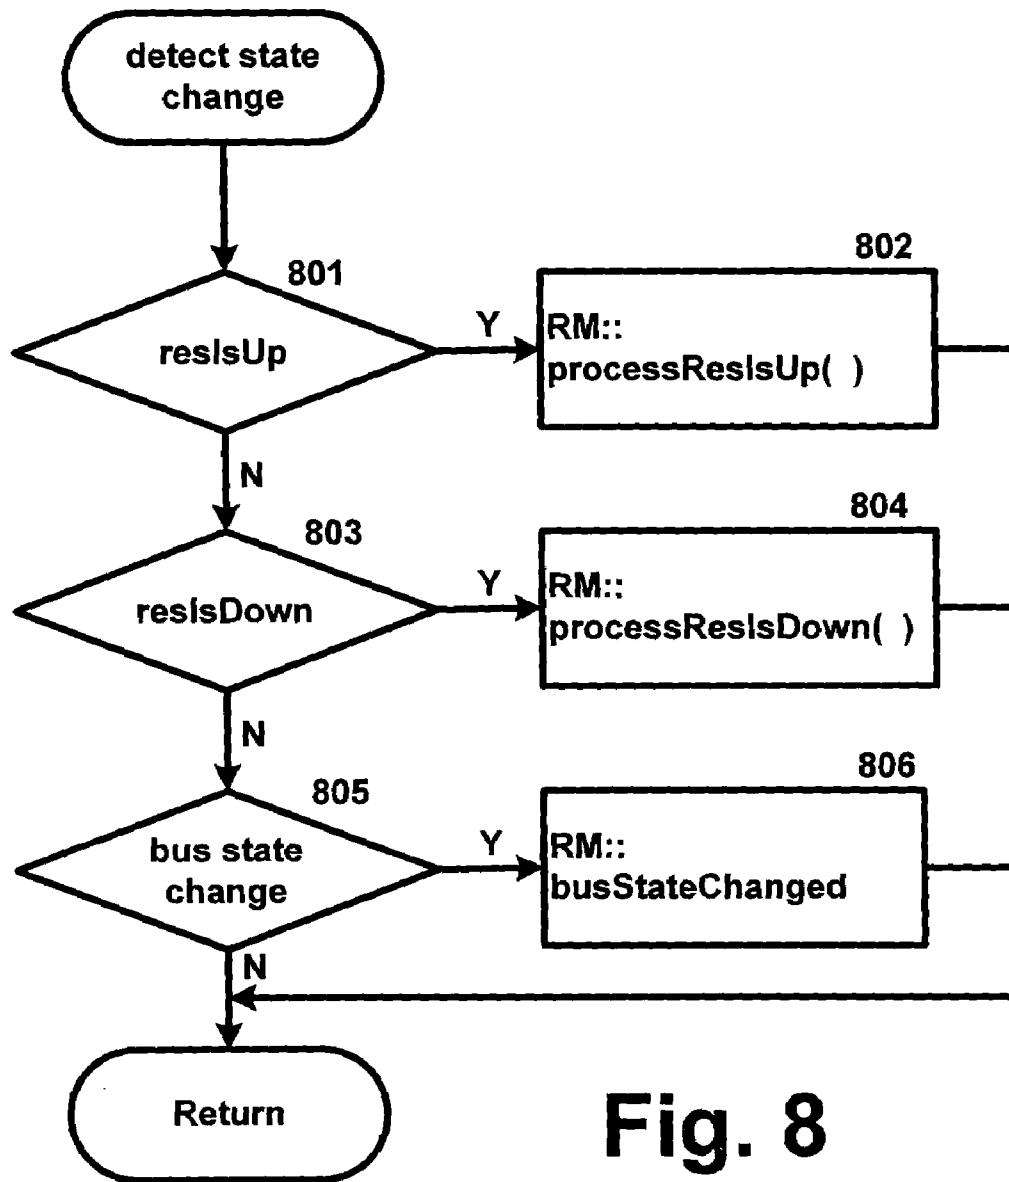 detect state
change
801
resIsUp
Y
802
RM::
processResIsUp( )
N
803
resIsDown
Y
804
RM::
processResIsDown( )
N
805
bus state
change
Y
806
RM::
busStateChanged
N
Return
Fig. 8